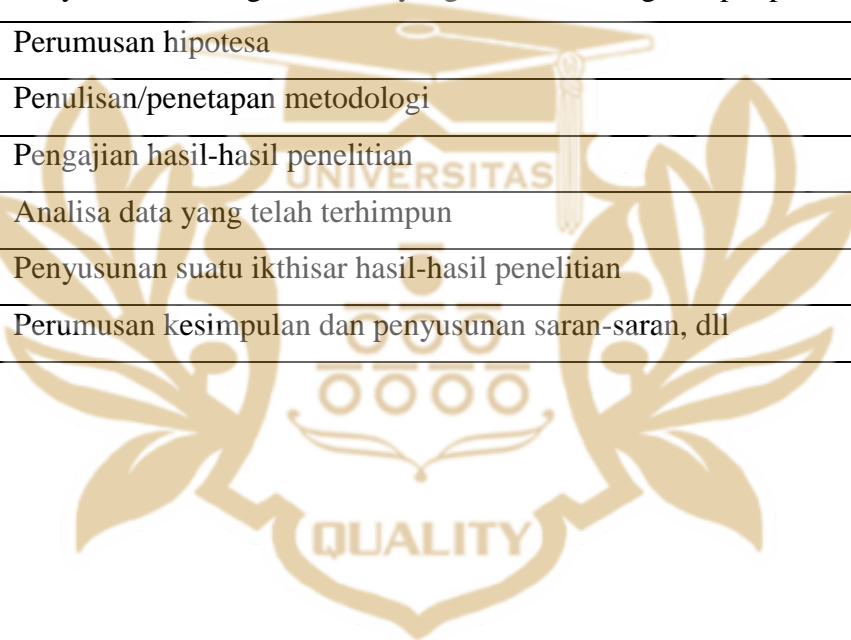 Perumusan hipotesa
Penulisan/penetapan metodologi
Pengajian hasil-hasil penelitian
UNIVERSITAS
Analisa data yang telah terhimpun
Penyusunan suatu ikthisar hasil-hasil penelitian
Perumusan kesimpulan dan penyusunan saran-saran, dll
QUALITY